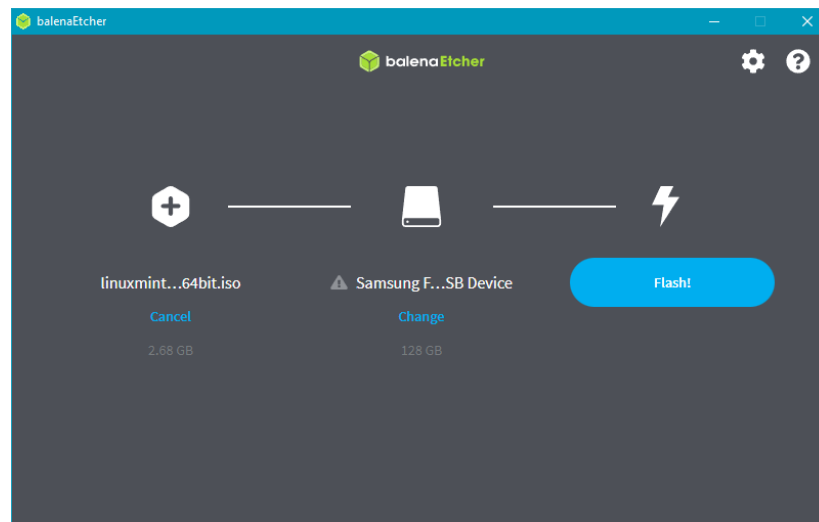 balenaEtcher
balenaEtcher
linuxmint...64bit.iso
Samsung F...SB Device
Flash!
Cancel
Change
2.68 GB
128 GB